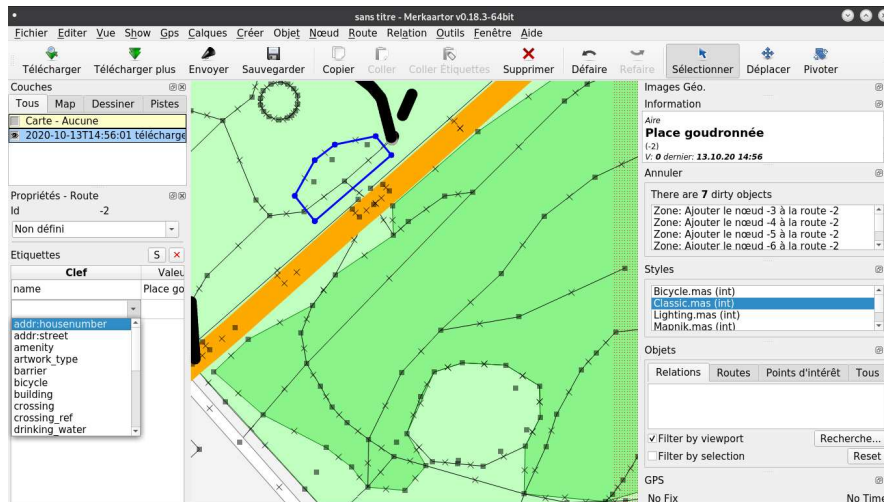 sans titre - Merkaartor v0.18.3-64bit
Fichier Editer Vue Show Gps Calques Créer Objet Nœud Route Relation Outils Fenêtre Aide
Télécharger Télécharger plus Envoyer Sauvegarder Copier Coller Coller Étiquettes Supprimer Défaire Refaire Sélectionner Déplacer Pivoter
Couches
Tous Map Dessiner Pistes
Carte - Aucune
2020-10-13T14:56:01 télécharge
Propriétés - Route
Id -2
Non défini
Etiquettes S
Clef Valeu
name Place go
addr:housenumber
addr:street
amenity
artwork_type
barrier
bicycle
building
crossing
crossing_ref
drinking_water
Images Géo.
Information
Aire
Place goudronnée
(-2)
V: 0 dernier: 13.10.20 14:56
Annuler
There are 7 dirty objects
Zone: Ajouter le nœud -3 à la route -2
Zone: Ajouter le nœud -4 à la route -2
Zone: Ajouter le nœud -5 à la route -2
Zone: Ajouter le nœud -6 à la route -2
Styles
Bicycle.mas (int)
Classic.mas (int)
Lighting.mas (int)
Mapnik.mas (int)
Objets
Relations Routes Points d'intérêt Tous
Filter by viewport Recherche...
Filter by selection Reset
GPS
No Fix No Time